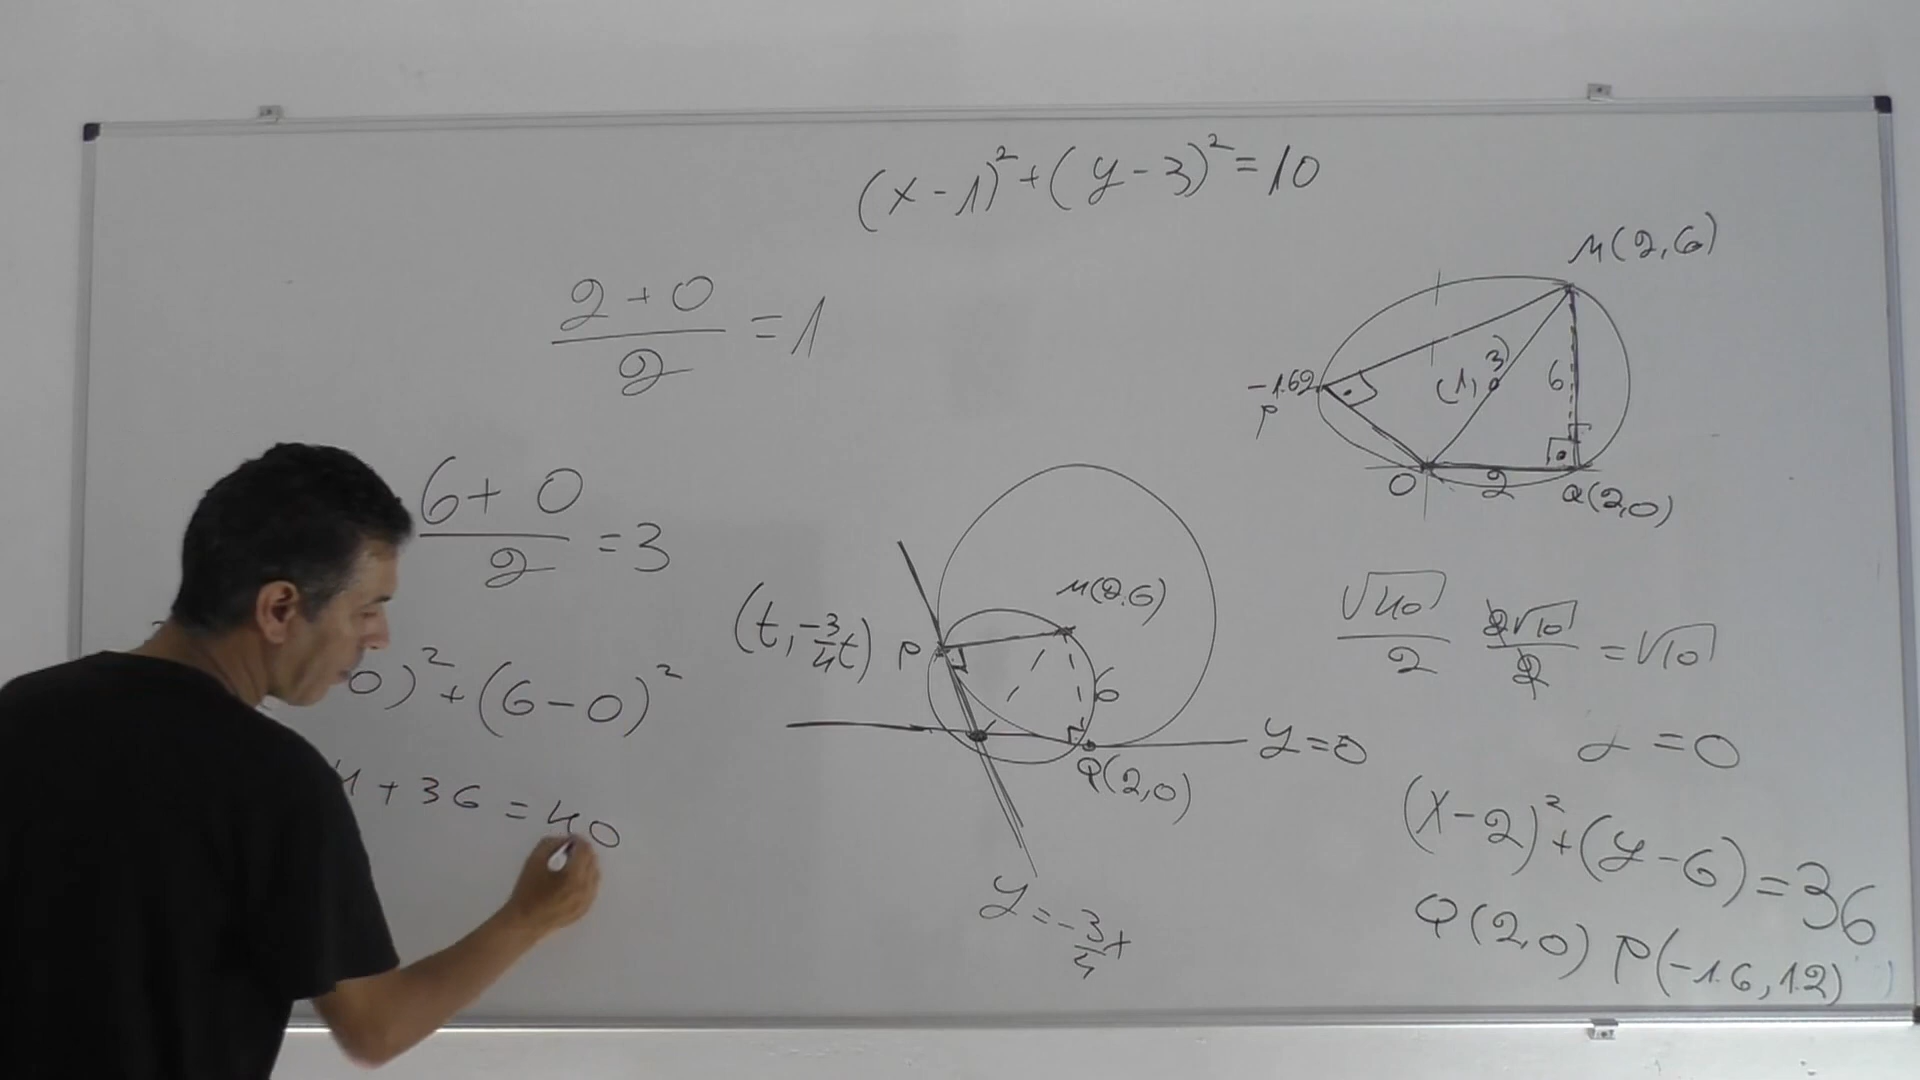 (x-1)²+(y-3)²=10
(2+0)/2=1
(6+0)/2=3
0)²+(6-0)²
4+36=40
M(2,6)
(1,3)
6
-1.62
P
O
2
Q(2,0)
(t,-3/4t)
P
M(2,6)
6
y=0
Q(2,0)
y=-3/4x
√40/2 2√10/2=√10
=0
(x-2)²+(y-6)=36
Q(2,0) P(-1.6,1.2)